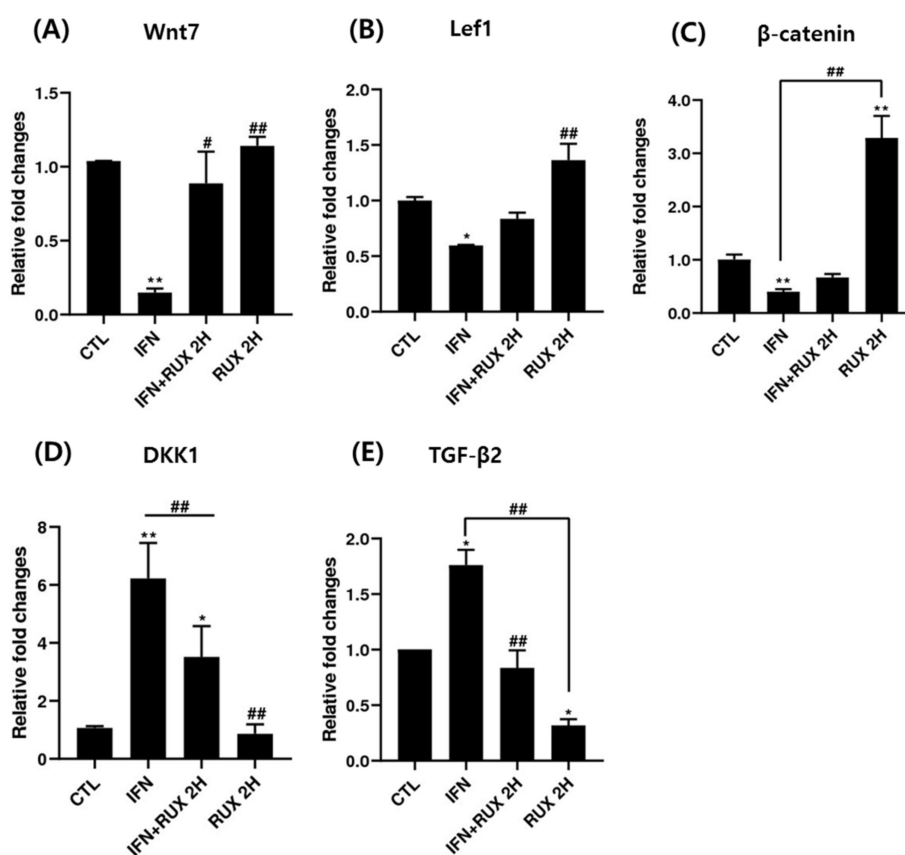 (A) Wnt7
Relative fold changes
1.5
1.0
0.5
0.0
**
#
##
CTL
IFN
IFN+RUX 2H
RUX 2H
(B) Lef1
Relative fold changes
2.0
1.5
1.0
0.5
0.0
*
##
CTL
IFN
IFN+RUX 2H
RUX 2H
(C) β-catenin
Relative fold changes
4.0
3.0
2.0
1.0
0.0
##
**
**
CTL
IFN
IFN+RUX 2H
RUX 2H
(D) DKK1
Relative fold changes
8
6
4
2
0
##
**
*
##
CTL
IFN
IFN+RUX 2H
RUX 2H
(E) TGF-β2
Relative fold changes
2.0
1.5
1.0
0.5
0.0
##
*
##
*
CTL
IFN
IFN+RUX 2H
RUX 2H